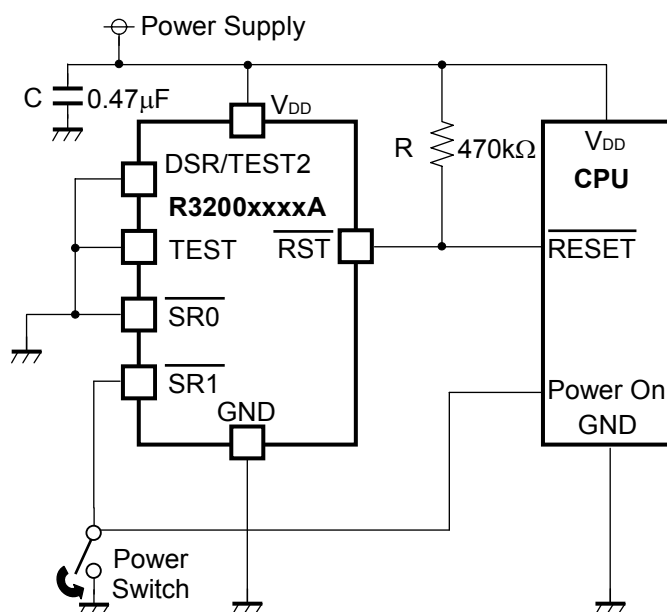 Power Supply
C
0.47μF
VDD
DSR/TEST2
R3200xxxxA
TEST
RST
SR0
SR1
GND
R
470kΩ
VDD
CPU
RESET
Power On
GND
Power
Switch